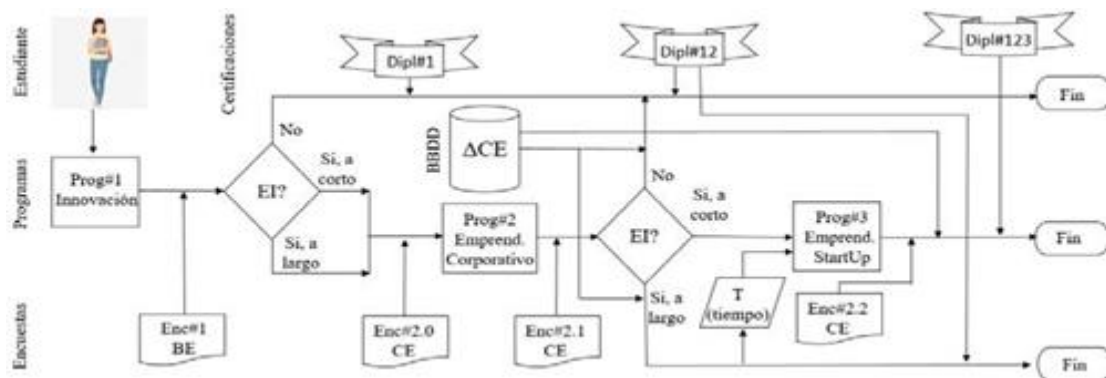 Estudiante
Certificaciones
Dipl#1
Dipl#12
Dipl#123
Fin
No
BBDD
ΔCE
Programas
Prog#1
Innovación
EI?
Si, a
corto
Si, a
largo
Prog#2
Emprend.
Corporativo
No
EI?
Si, a
corto
Si, a
largo
Prog#3
Emprend.
StartUp
Fin
T
(tiempo)
Encuestas
Enc#1
BE
Enc#2.0
CE
Enc#2.1
CE
Enc#2.2
CE
Fin